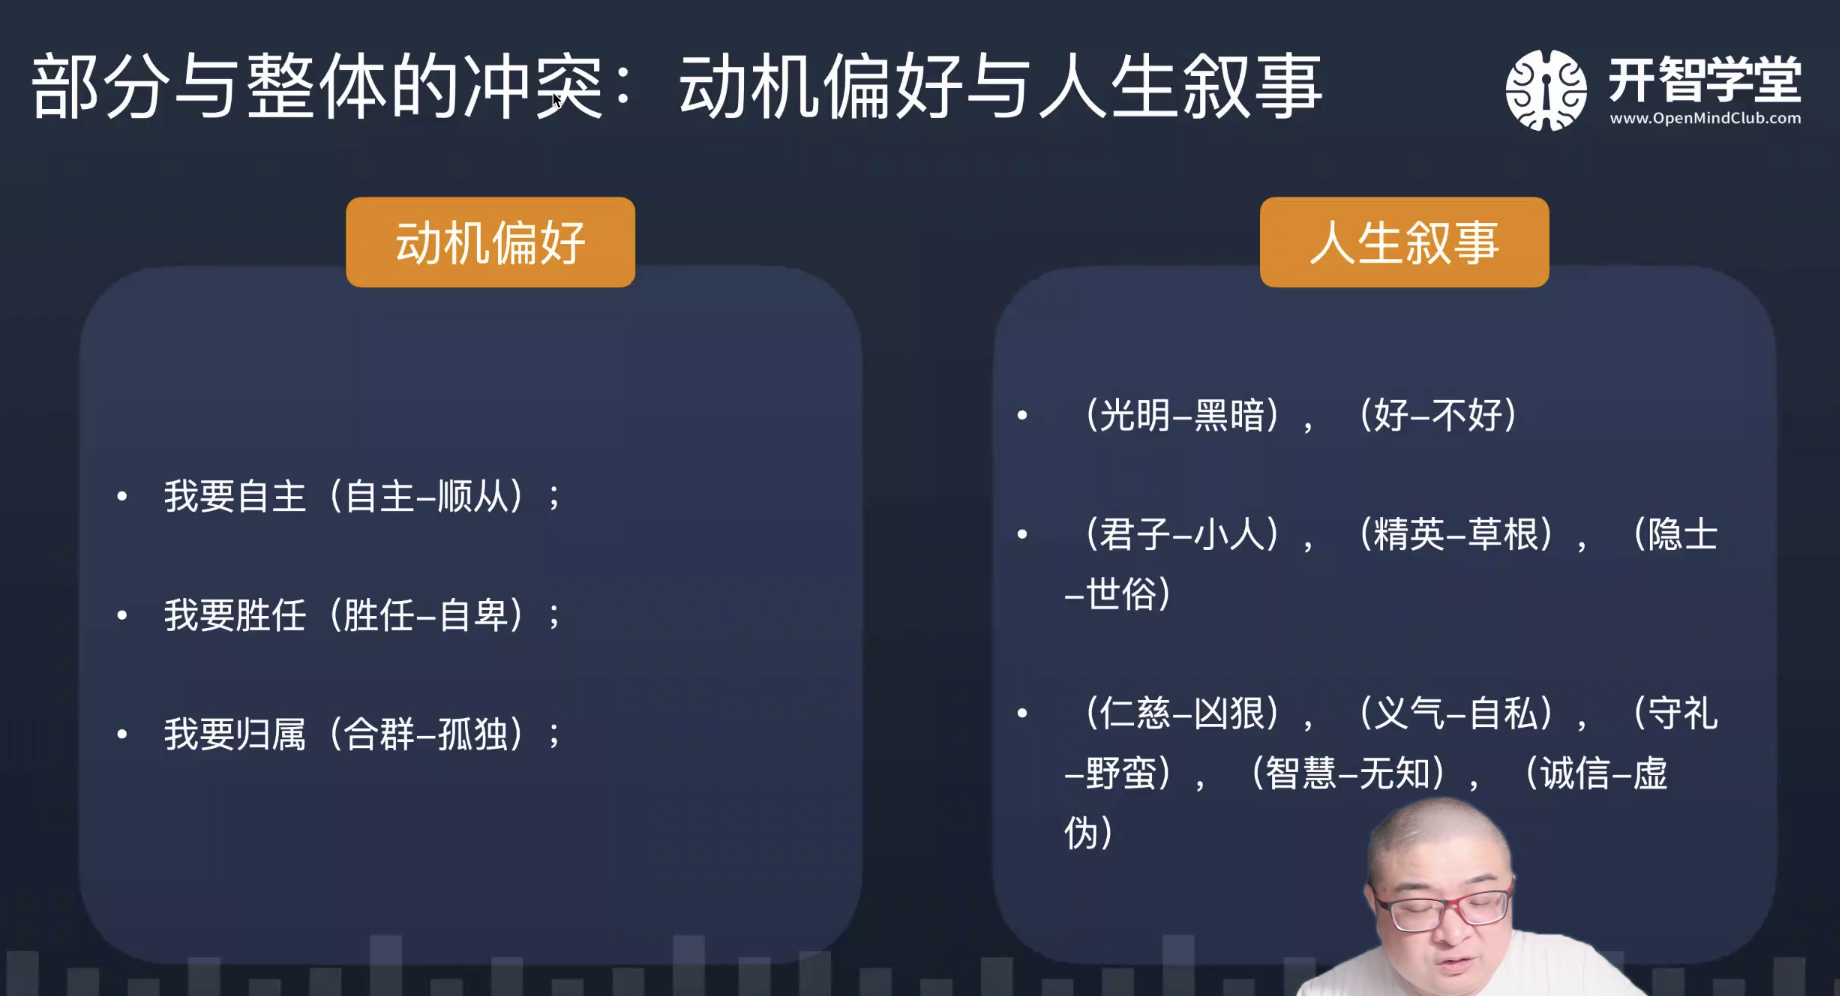 部分与整体的冲突：动机偏好与人生叙事
开智学堂
www.OpenMindClub.com
动机偏好
• 我要自主（自主–顺从）；
• 我要胜任（胜任–自卑）；
• 我要归属（合群–孤独）；
人生叙事
• （光明–黑暗），（好–不好）
• （君子–小人），（精英–草根），（隐士
–世俗）
• （仁慈–凶狠），（义气–自私），（守礼
–野蛮），（智慧–无知），（诚信–虚
伪）